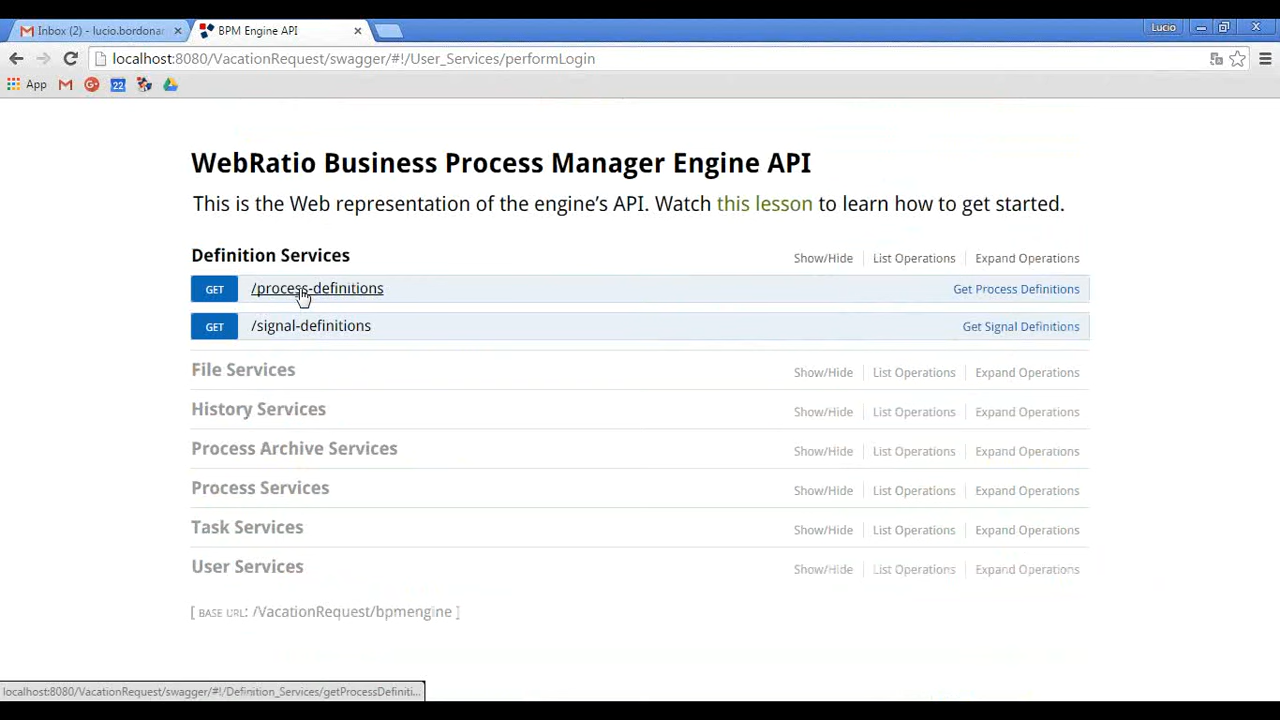 Inbox (2) - lucio.bordonar
BPM Engine API
Lucio
localhost:8080/VacationRequest/swagger/#!/User_Services/performLogin
App
22
WebRatio Business Process Manager Engine API
This is the Web representation of the engine's API. Watch this lesson to learn how to get started.
Definition Services Show/Hide List Operations Expand Operations
GET /process-definitions Get Process Definitions
GET /signal-definitions Get Signal Definitions
File Services Show/Hide List Operations Expand Operations
History Services Show/Hide List Operations Expand Operations
Process Archive Services Show/Hide List Operations Expand Operations
Process Services Show/Hide List Operations Expand Operations
Task Services Show/Hide List Operations Expand Operations
User Services Show/Hide List Operations Expand Operations
[ BASE URL: /VacationRequest/bpmengine ]
localhost:8080/VacationRequest/swagger/#!/Definition_Services/getProcessDefiniti...